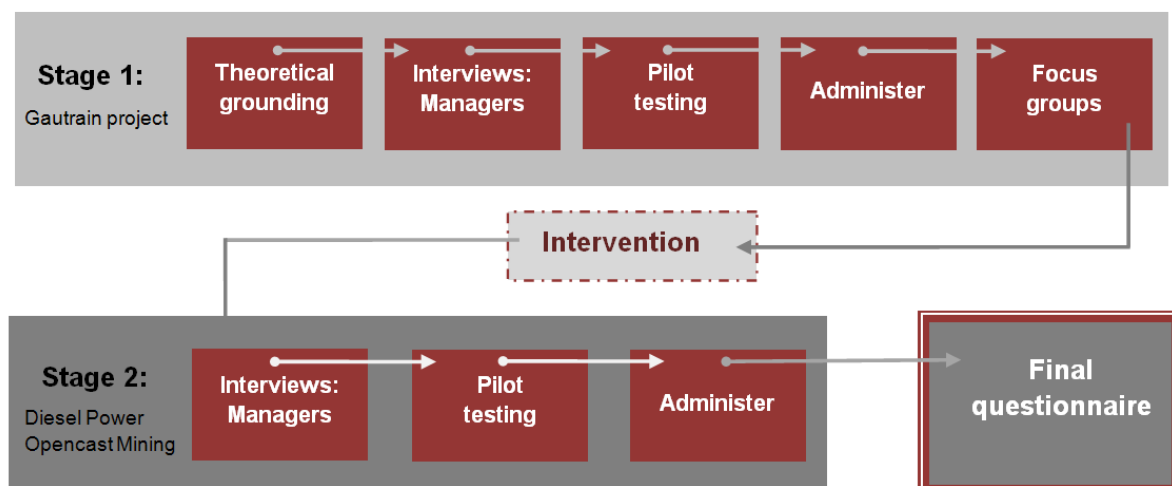 Stage 1:
Gautrain project
Theoretical
grounding
Interviews:
Managers
Pilot
testing
Administer
Focus
groups
Intervention
Stage 2:
Diesel Power
Opencast Mining
Interviews:
Managers
Pilot
testing
Administer
Final
questionnaire